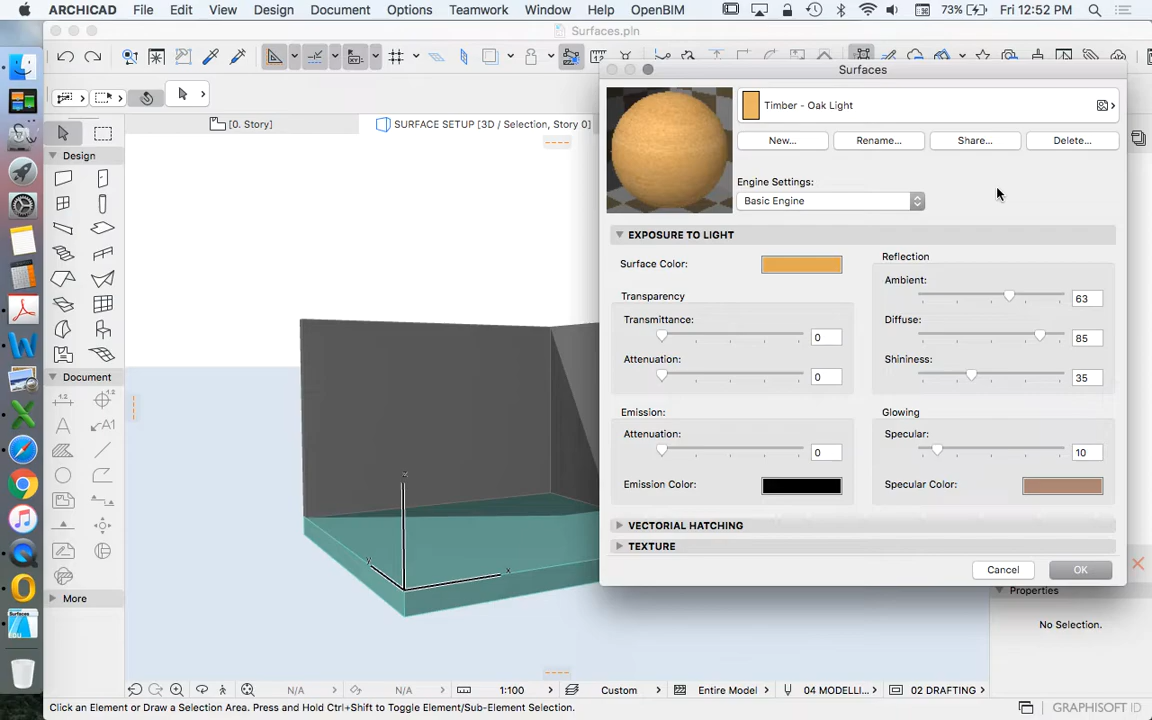 ARCHICAD File Edit View Design Document Options Teamwork Window Help OpenBIM 73% Fri 12:52 PM
Surfaces.pln
Surfaces
[0. Story]
SURFACE SETUP [3D / Selection, Story 0]
Timber - Oak Light
New... Rename... Share... Delete...
Design
Engine Settings:
Basic Engine
EXPOSURE TO LIGHT
Surface Color:
Reflection
Ambient:
63
Transparency
Transmittance:
0
Diffuse:
85
Attenuation:
0
Shininess:
35
Document
Emission:
Glowing
Attenuation:
0
Specular:
10
Emission Color:
Specular Color:
z
y
x
VECTORIAL HATCHING
TEXTURE
Cancel OK
More
Properties
No Selection.
N/A N/A 1:100 Custom Entire Model 04 MODELLI... 02 DRAFTING
Click an Element or Draw a Selection Area. Press and Hold Ctrl+Shift to Toggle Element/Sub-Element Selection.
GRAPHISOFT ID